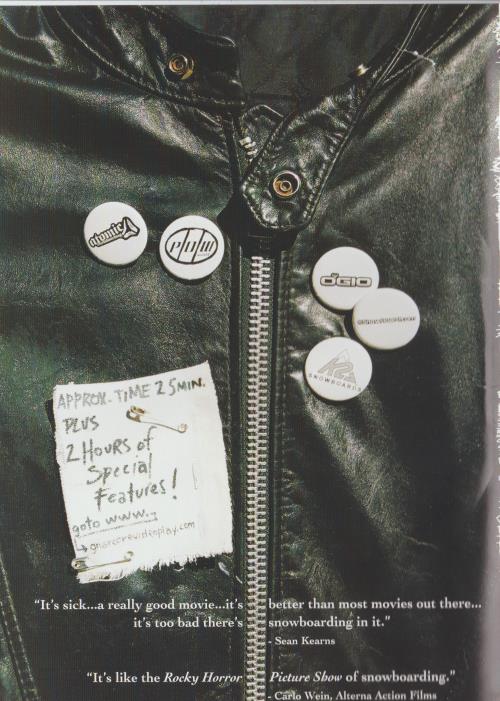 atomic
OGIO
K2
SNOWBOARDS
APPROX. TIME 25 MIN.
PLUS
2 HOURS of
Special
Features!
goto www.
"It's sick...a really good movie...it's better than most movies out there...
it's too bad there's snowboarding in it."
- Sean Kearns
"It's like the Rocky Horror Picture Show of snowboarding."
- Carlo Wein, Alterna Action Films